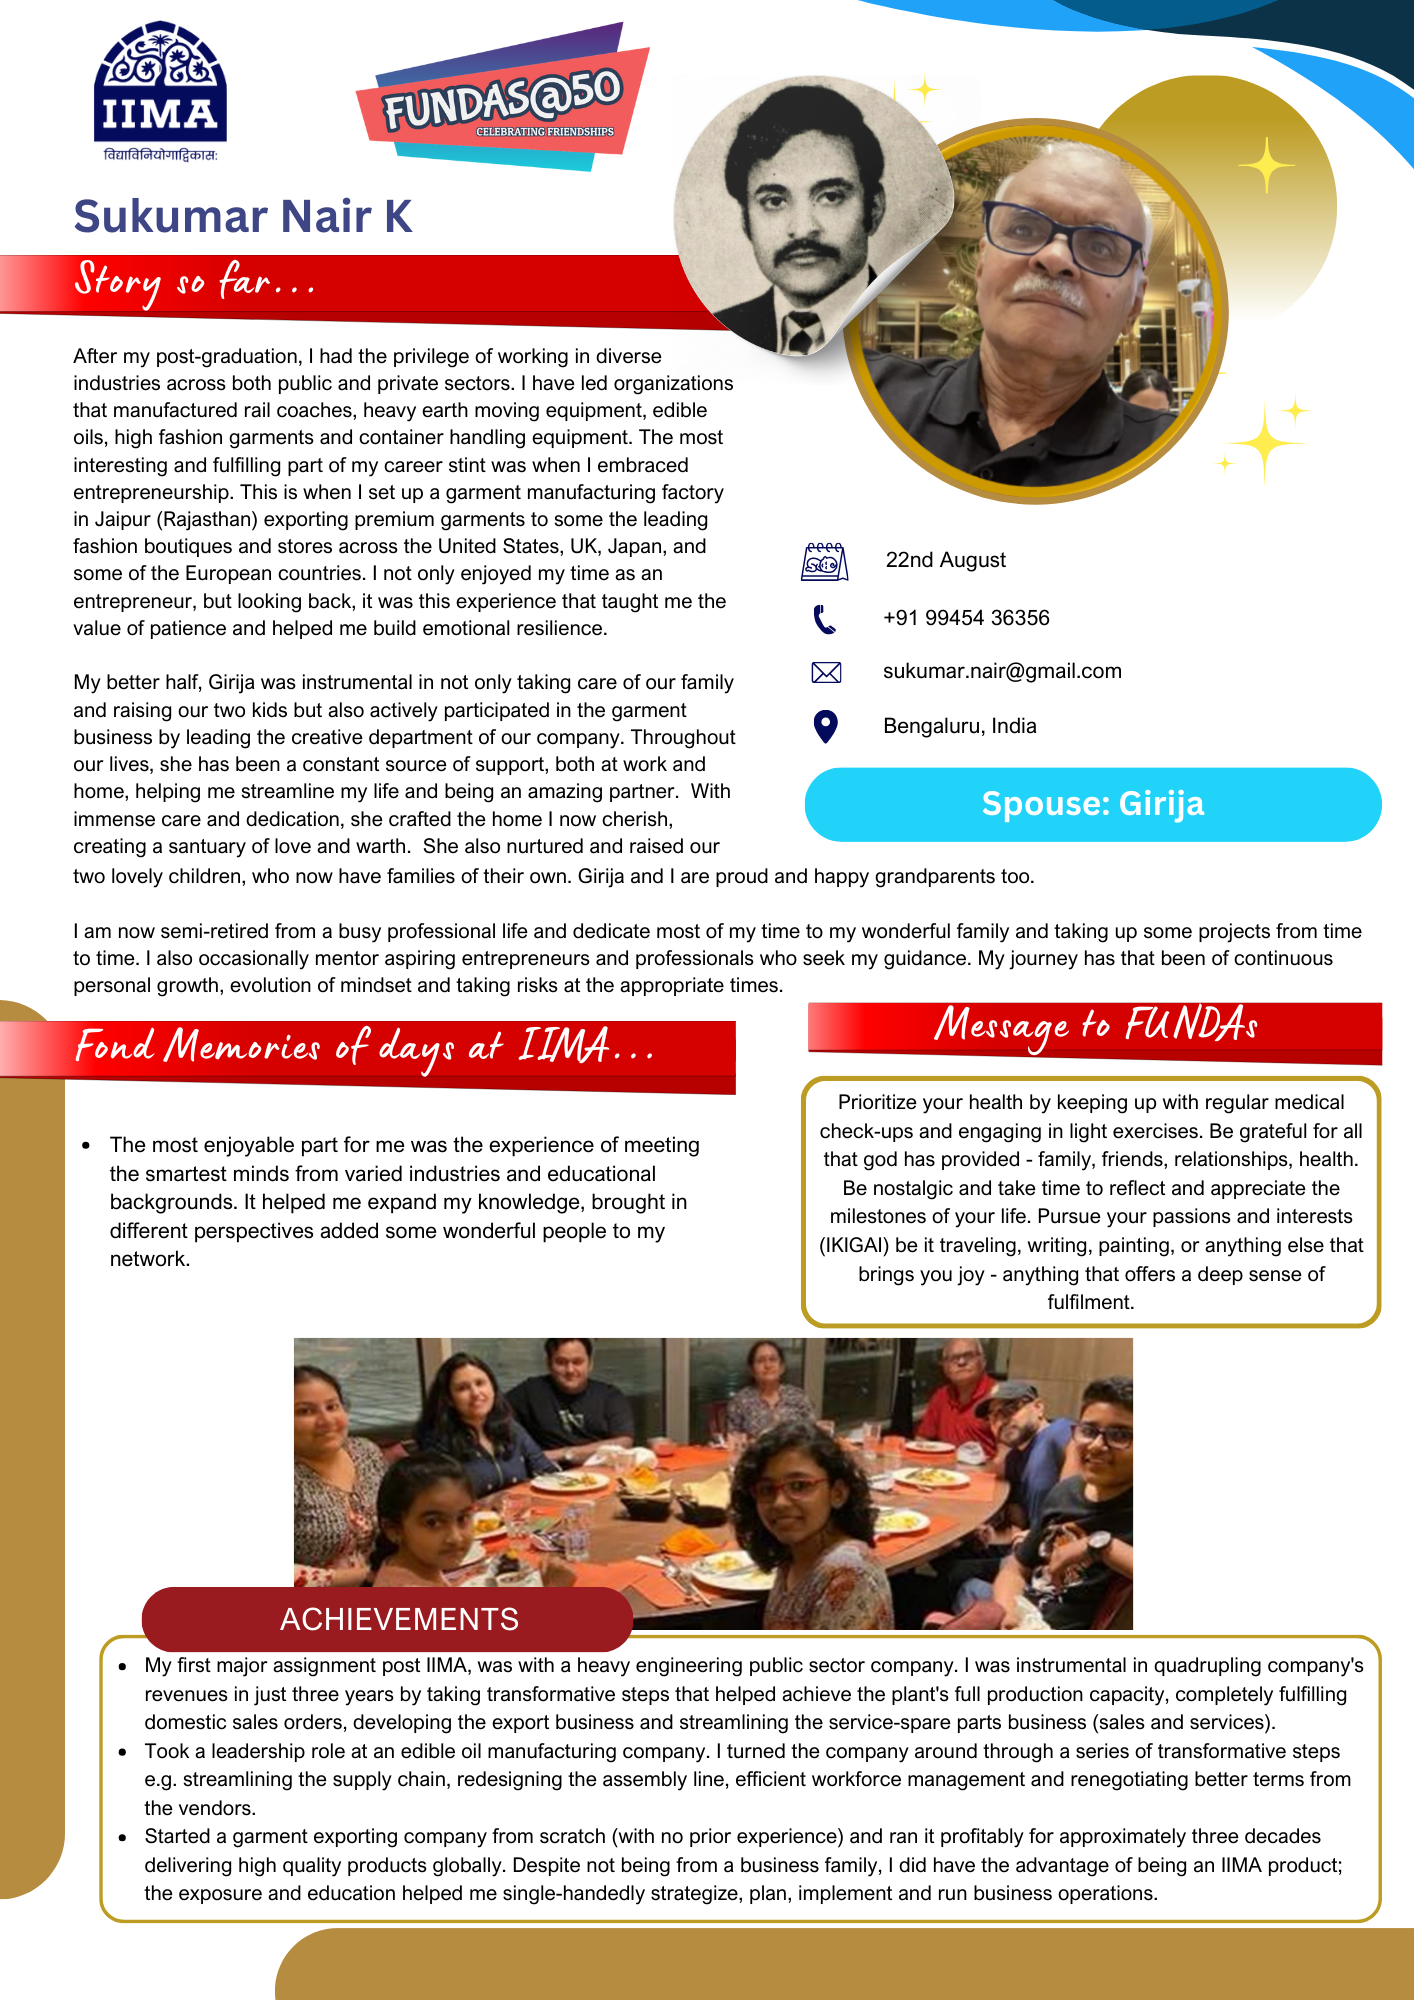 IIMA
विद्याविनियोगाद्विकास:
FUNDAS@50
CELEBRATING FRIENDSHIPS
Sukumar Nair K
Story so far...
After my post-graduation, I had the privilege of working in diverse
industries across both public and private sectors. I have led organizations
that manufactured rail coaches, heavy earth moving equipment, edible
oils, high fashion garments and container handling equipment. The most
interesting and fulfilling part of my career stint was when I embraced
entrepreneurship. This is when I set up a garment manufacturing factory
in Jaipur (Rajasthan) exporting premium garments to some the leading
fashion boutiques and stores across the United States, UK, Japan, and
some of the European countries. I not only enjoyed my time as an
entrepreneur, but looking back, it was this experience that taught me the
value of patience and helped me build emotional resilience.
My better half, Girija was instrumental in not only taking care of our family
and raising our two kids but also actively participated in the garment
business by leading the creative department of our company. Throughout
our lives, she has been a constant source of support, both at work and
home, helping me streamline my life and being an amazing partner.  With
immense care and dedication, she crafted the home I now cherish,
creating a santuary of love and warth.  She also nurtured and raised our
two lovely children, who now have families of their own. Girija and I are proud and happy grandparents too.
I am now semi-retired from a busy professional life and dedicate most of my time to my wonderful family and taking up some projects from time
to time. I also occasionally mentor aspiring entrepreneurs and professionals who seek my guidance. My journey has that been of continuous
personal growth, evolution of mindset and taking risks at the appropriate times.
22nd August
+91 99454 36356
sukumar.nair@gmail.com
Bengaluru, India
Spouse: Girija
Fond Memories of days at IIMA...
The most enjoyable part for me was the experience of meeting
the smartest minds from varied industries and educational
backgrounds. It helped me expand my knowledge, brought in
different perspectives added some wonderful people to my
network.
Message to FUNDAs
Prioritize your health by keeping up with regular medical
check-ups and engaging in light exercises. Be grateful for all
that god has provided - family, friends, relationships, health.
Be nostalgic and take time to reflect and appreciate the
milestones of your life. Pursue your passions and interests
(IKIGAI) be it traveling, writing, painting, or anything else that
brings you joy - anything that offers a deep sense of
fulfilment.
ACHIEVEMENTS
My first major assignment post IIMA, was with a heavy engineering public sector company. I was instrumental in quadrupling company's
revenues in just three years by taking transformative steps that helped achieve the plant's full production capacity, completely fulfilling
domestic sales orders, developing the export business and streamlining the service-spare parts business (sales and services).
Took a leadership role at an edible oil manufacturing company. I turned the company around through a series of transformative steps
e.g. streamlining the supply chain, redesigning the assembly line, efficient workforce management and renegotiating better terms from
the vendors.
Started a garment exporting company from scratch (with no prior experience) and ran it profitably for approximately three decades
delivering high quality products globally. Despite not being from a business family, I did have the advantage of being an IIMA product;
the exposure and education helped me single-handedly strategize, plan, implement and run business operations.